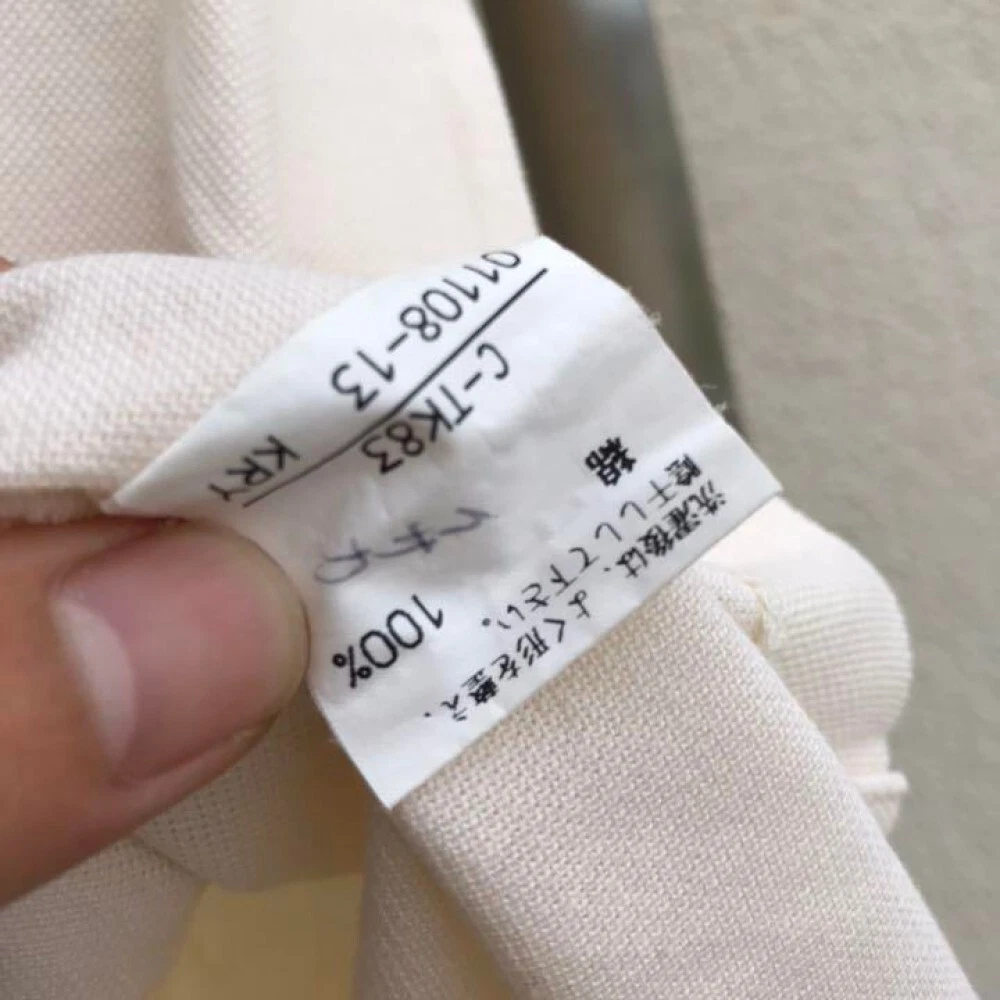 01108-13
C-TK83
綿 100%
洗濯後は、よく形を整え、
陰干しして下さい。